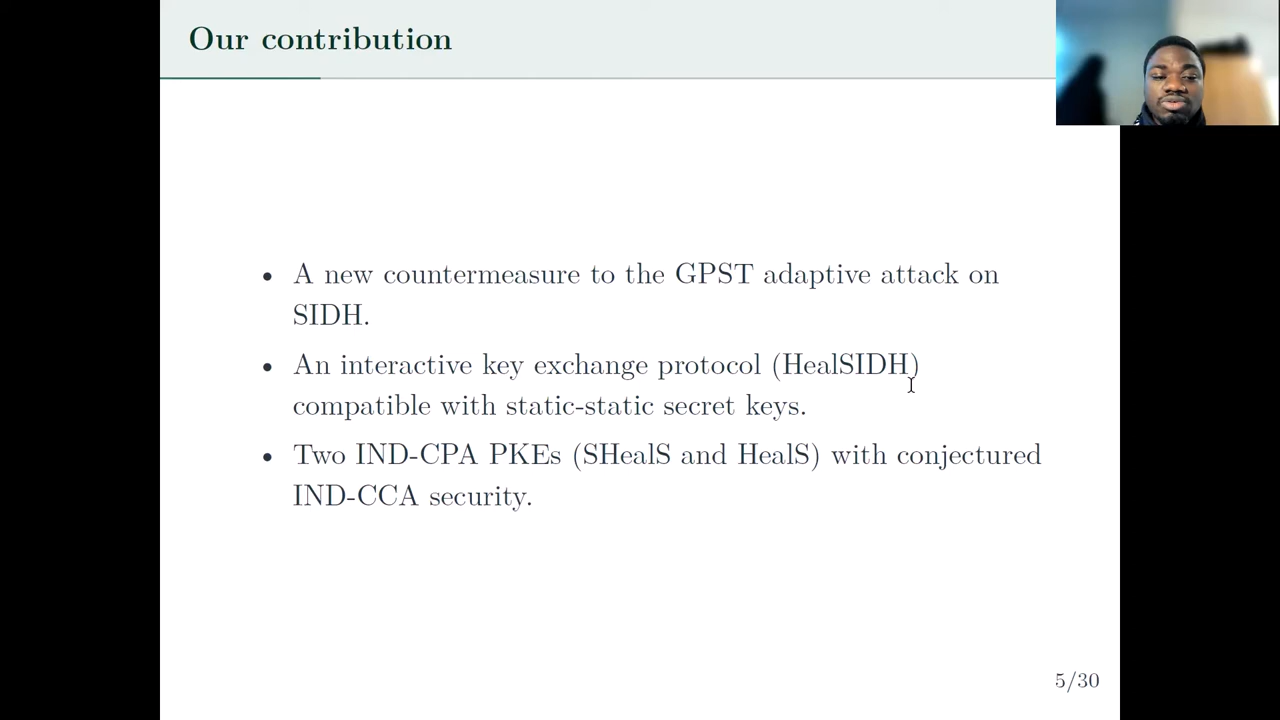 Our contribution
• A new countermeasure to the GPST adaptive attack on
SIDH.
• An interactive key exchange protocol (HealSIDH)
compatible with static-static secret keys.
• Two IND-CPA PKEs (SHealS and HealS) with conjectured
IND-CCA security.
5/30